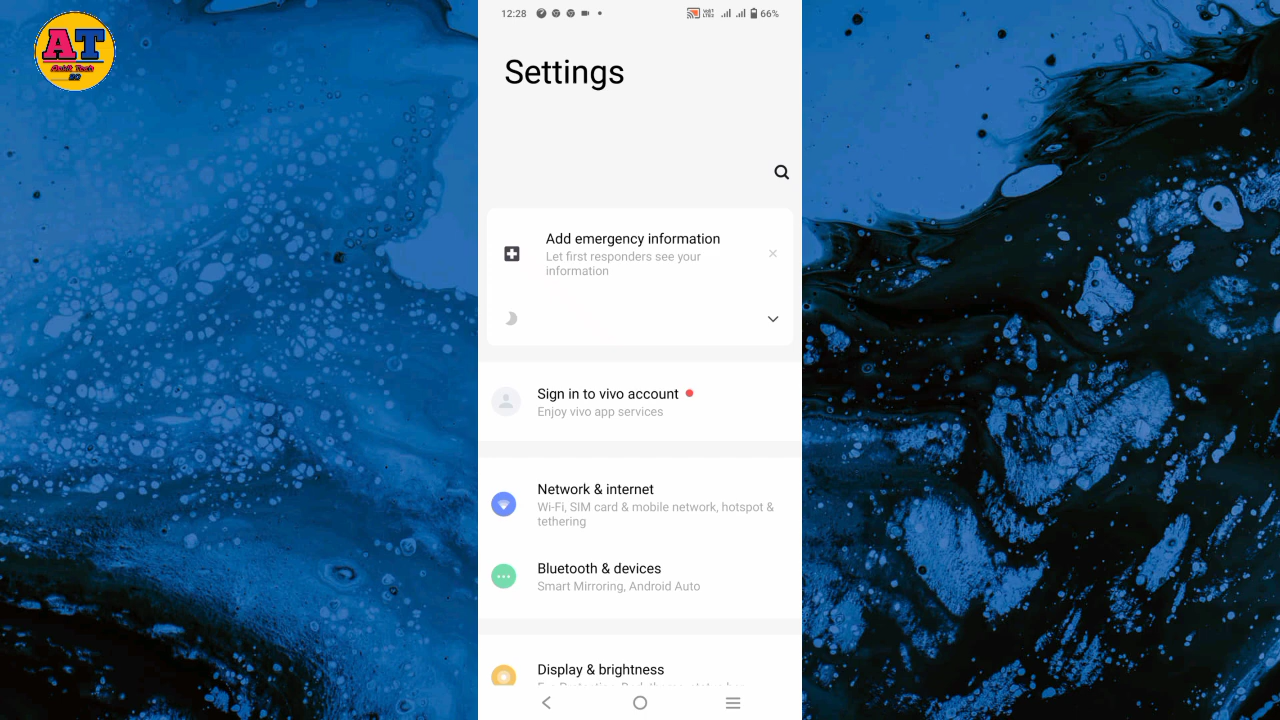 AT
Ankit Tech
12:28
66%
Settings
Add emergency information
Let first responders see your
information
Sign in to vivo account
Enjoy vivo app services
Network & internet
Wi-Fi, SIM card & mobile network, hotspot &
tethering
Bluetooth & devices
Smart Mirroring, Android Auto
Display & brightness